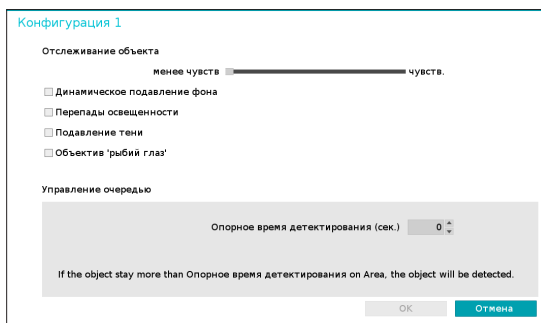 Конфигурация 1
Отслеживание объекта
менее чувств чувств.
Динамическое подавление фона
Перепады освещенности
Подавление тени
Объектив 'рыбий глаз'
Управление очередью
Опорное время детектирования (сек.) 0
If the object stay more than Опорное время детектирования on Area, the object will be detected.
OK Отмена